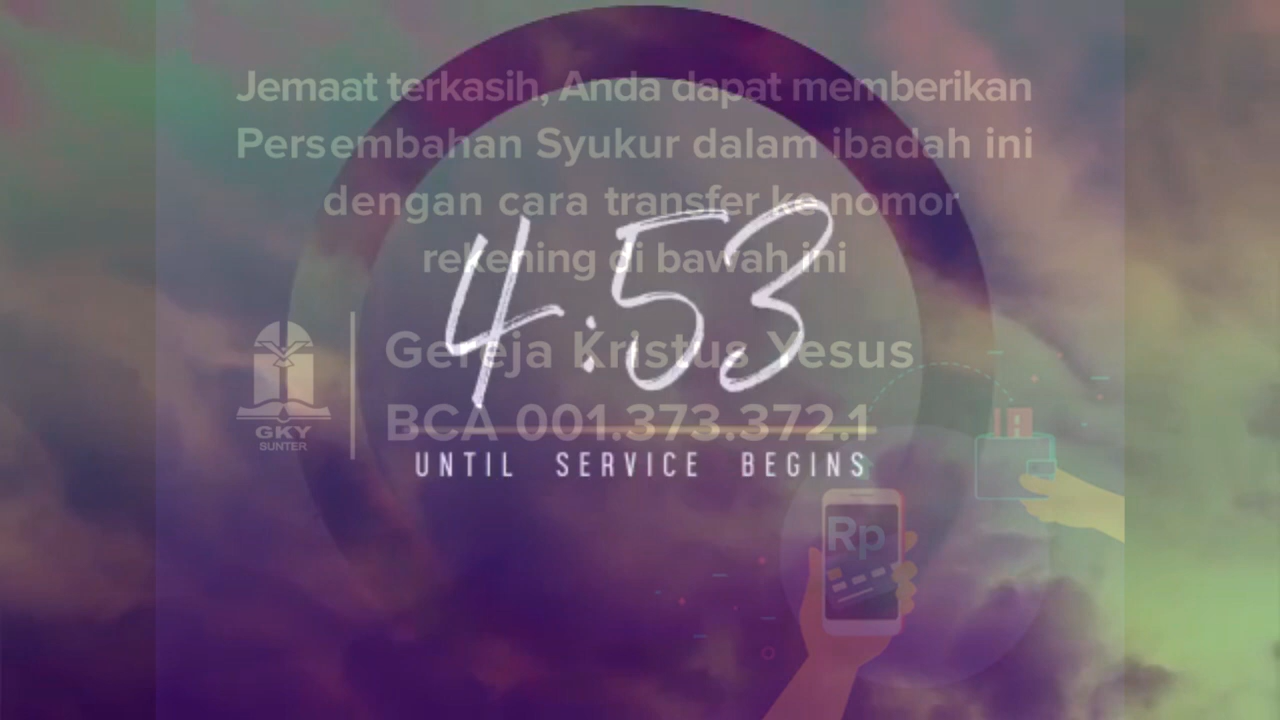 Jemaat terkasih, Anda dapat memberikan
Persembahan Syukur dalam ibadah ini
dengan cara transfer ke nomor
rekening di bawah ini
4:53
Gereja Kristus Yesus
BCA 001.373.372.1
GKY
SUNTER
UNTIL SERVICE BEGINS
Rp